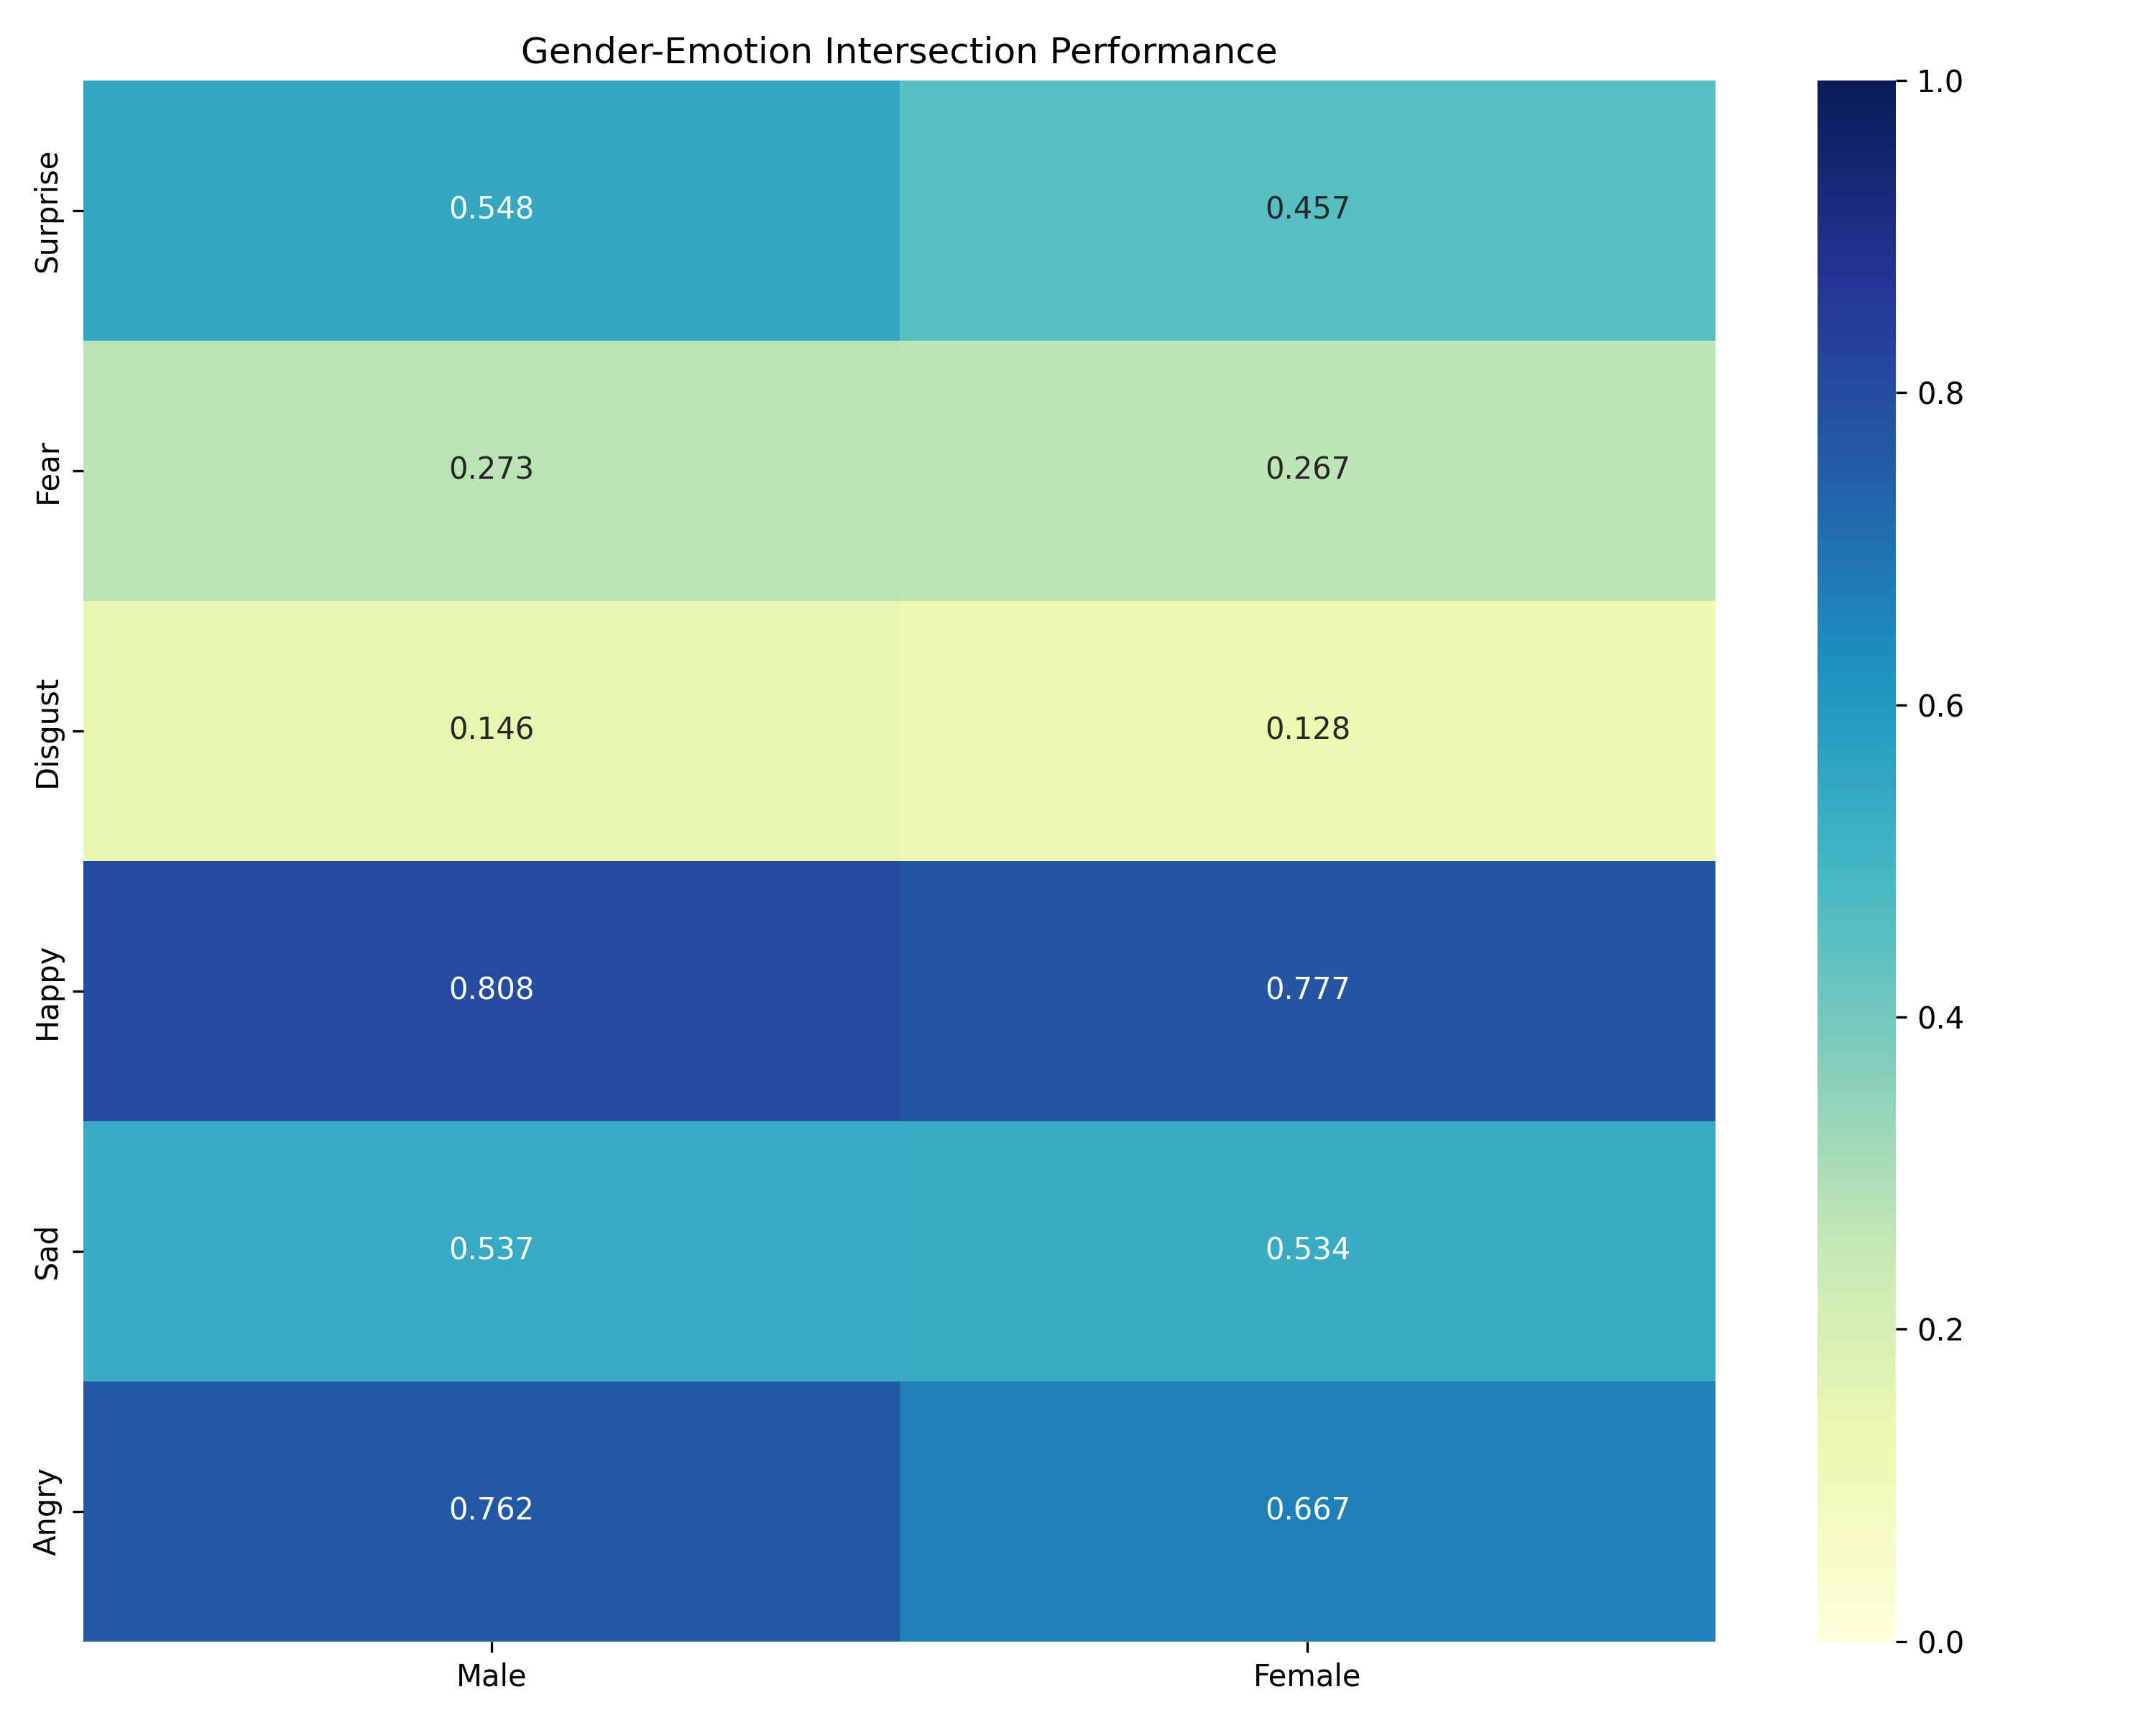 Gender-Emotion Intersection Performance
Surprise 0.548 0.457
Fear 0.273 0.267
Disgust 0.146 0.128
Happy 0.808 0.777
Sad 0.537 0.534
Angry 0.762 0.667
Male Female
1.0
0.8
0.6
0.4
0.2
0.0